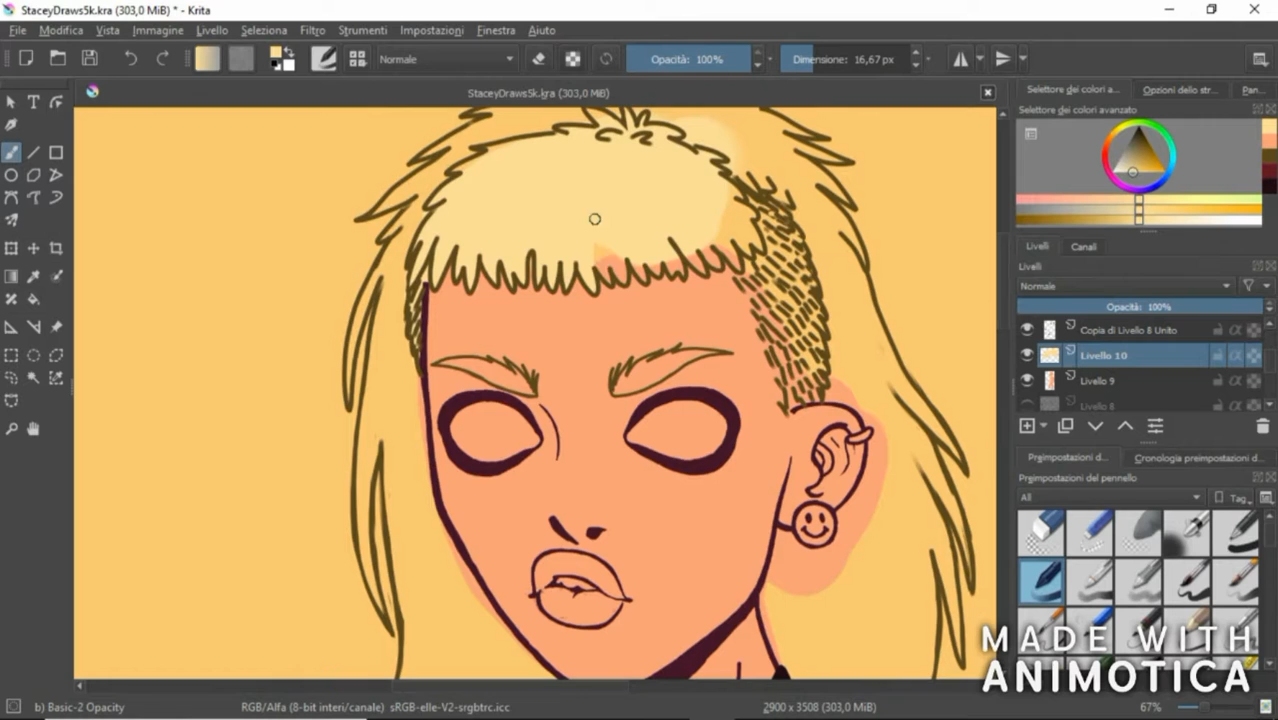 StaceyDraws5k.kra (303,0 MiB) * - Krita
File Modifica Vista Immagine Livello Seleziona Filtro Strumenti Impostazioni Finestra Aiuto
Normale
Opacità: 100%
Dimensione: 16,67 px
StaceyDraws5k.kra (303,0 MiB)
Selettore dei colori a... Opzioni dello str... Pan...
Selettore dei colori avanzato
Livelli Canali
Livelli
Normale
Opacità: 100%
Copia di Livello 8 Unito
Livello 10
Livello 9
Livello 8
Preimpostazioni d... Cronologia preimpostazioni d...
Preimpostazioni del pennello
All Tag
MADE WITH
ANIMOTICA
b) Basic-2 Opacity RGB/Alfa (8-bit interi/canale) sRGB-elle-V2-srgbtrc.icc 2900 x 3508 (303,0 MiB) 67%